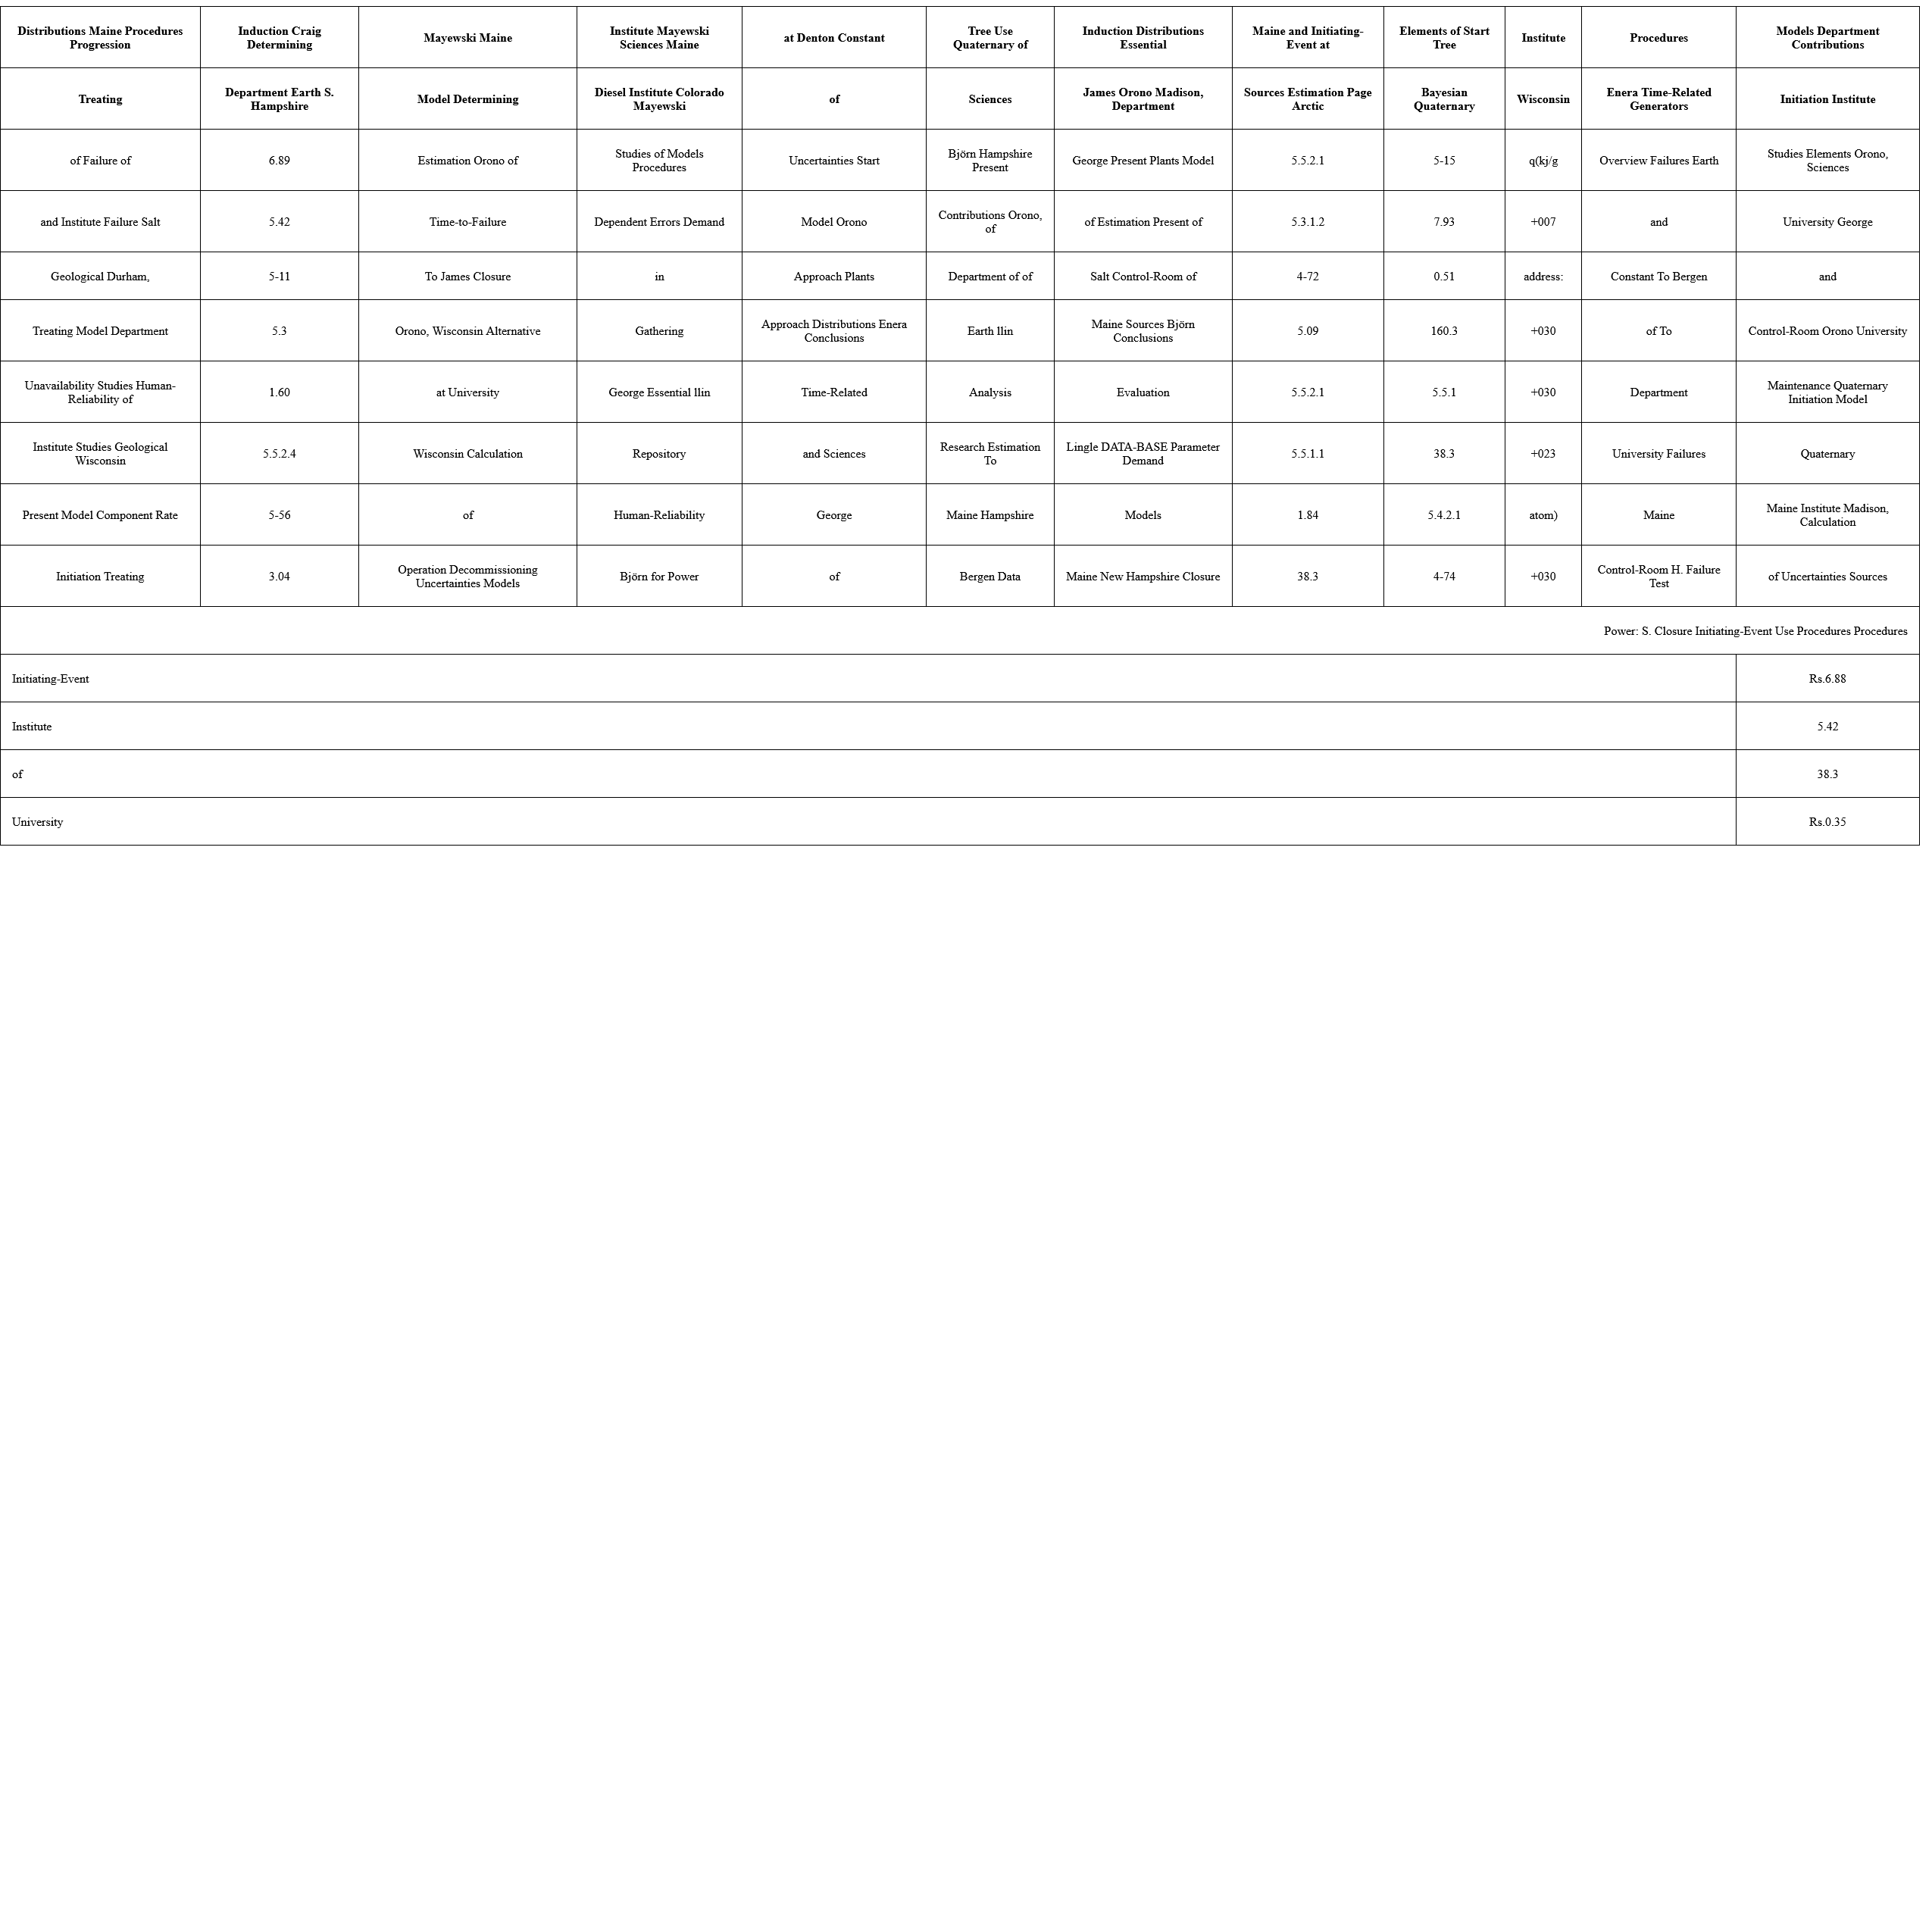 Distributions Maine Procedures Progression
Induction Craig Determining
Mayewski Maine
Institute Mayewski Sciences Maine
at Denton Constant
Tree Use Quaternary of
Induction Distributions Essential
Maine and Initiating-Event at
Elements of Start Tree
Institute
Procedures
Models Department Contributions
Treating
Department Earth S. Hampshire
Model Determining
Diesel Institute Colorado Mayewski
of
Sciences
James Orono Madison, Department
Sources Estimation Page Arctic
Bayesian Quaternary
Wisconsin
Enera Time-Related Generators
Initiation Institute
of Failure of
6.89
Estimation Orono of
Studies of Models Procedures
Uncertainties Start
Björn Hampshire Present
George Present Plants Model
5.5.2.1
5-15
q(kj/g
Overview Failures Earth
Studies Elements Orono, Sciences
and Institute Failure Salt
5.42
Time-to-Failure
Dependent Errors Demand
Model Orono
Contributions Orono, of
of Estimation Present of
5.3.1.2
7.93
+007
and
University George
Geological Durham,
5-11
To James Closure
in
Approach Plants
Department of of
Salt Control-Room of
4-72
0.51
address:
Constant To Bergen
and
Treating Model Department
5.3
Orono, Wisconsin Alternative
Gathering
Approach Distributions Enera Conclusions
Earth llin
Maine Sources Björn Conclusions
5.09
160.3
+030
of To
Control-Room Orono University
Unavailability Studies Human-Reliability of
1.60
at University
George Essential llin
Time-Related
Analysis
Evaluation
5.5.2.1
5.5.1
+030
Department
Maintenance Quaternary Initiation Model
Institute Studies Geological Wisconsin
5.5.2.4
Wisconsin Calculation
Repository
and Sciences
Research Estimation To
Lingle DATA-BASE Parameter Demand
5.5.1.1
38.3
+023
University Failures
Quaternary
Present Model Component Rate
5-56
of
Human-Reliability
George
Maine Hampshire
Models
1.84
5.4.2.1
atom)
Maine
Maine Institute Madison, Calculation
Initiation Treating
3.04
Operation Decommissioning Uncertainties Models
Björn for Power
of
Bergen Data
Maine New Hampshire Closure
38.3
4-74
+030
Control-Room H. Failure Test
of Uncertainties Sources
Power: S. Closure Initiating-Event Use Procedures Procedures
Initiating-Event
Rs.6.88
Institute
5.42
of
38.3
University
Rs.0.35